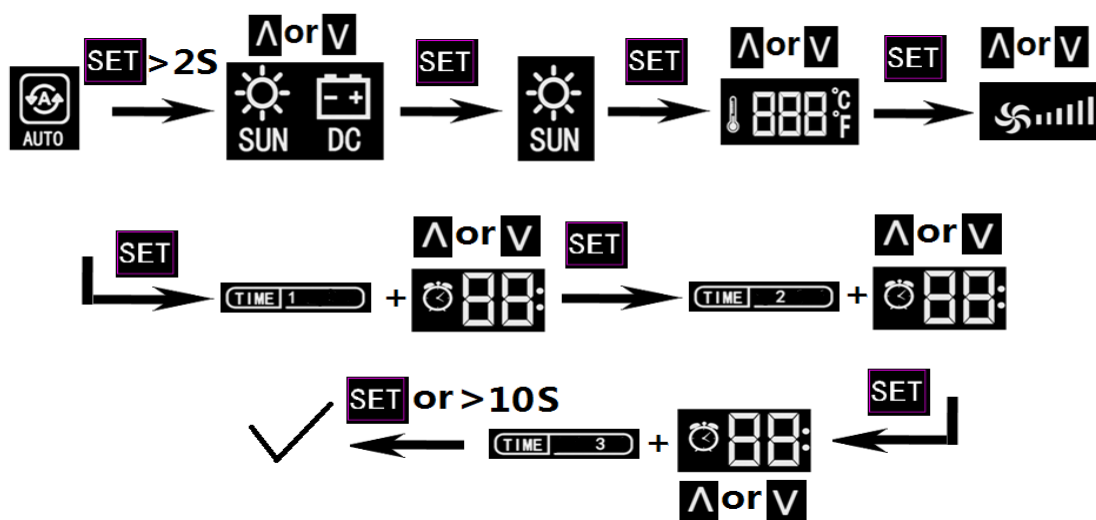 Λ or V
Λ or V
Λ or V
SET >2S
SET
SET
SET
A
AUTO
SUN
- +
DC
SUN
888 °C °F
Λ or V
Λ or V
SET
SET
TIME 1
+
88:
TIME 2
+
88:
SET or >10S
SET
TIME 3
+
88:
Λ or V